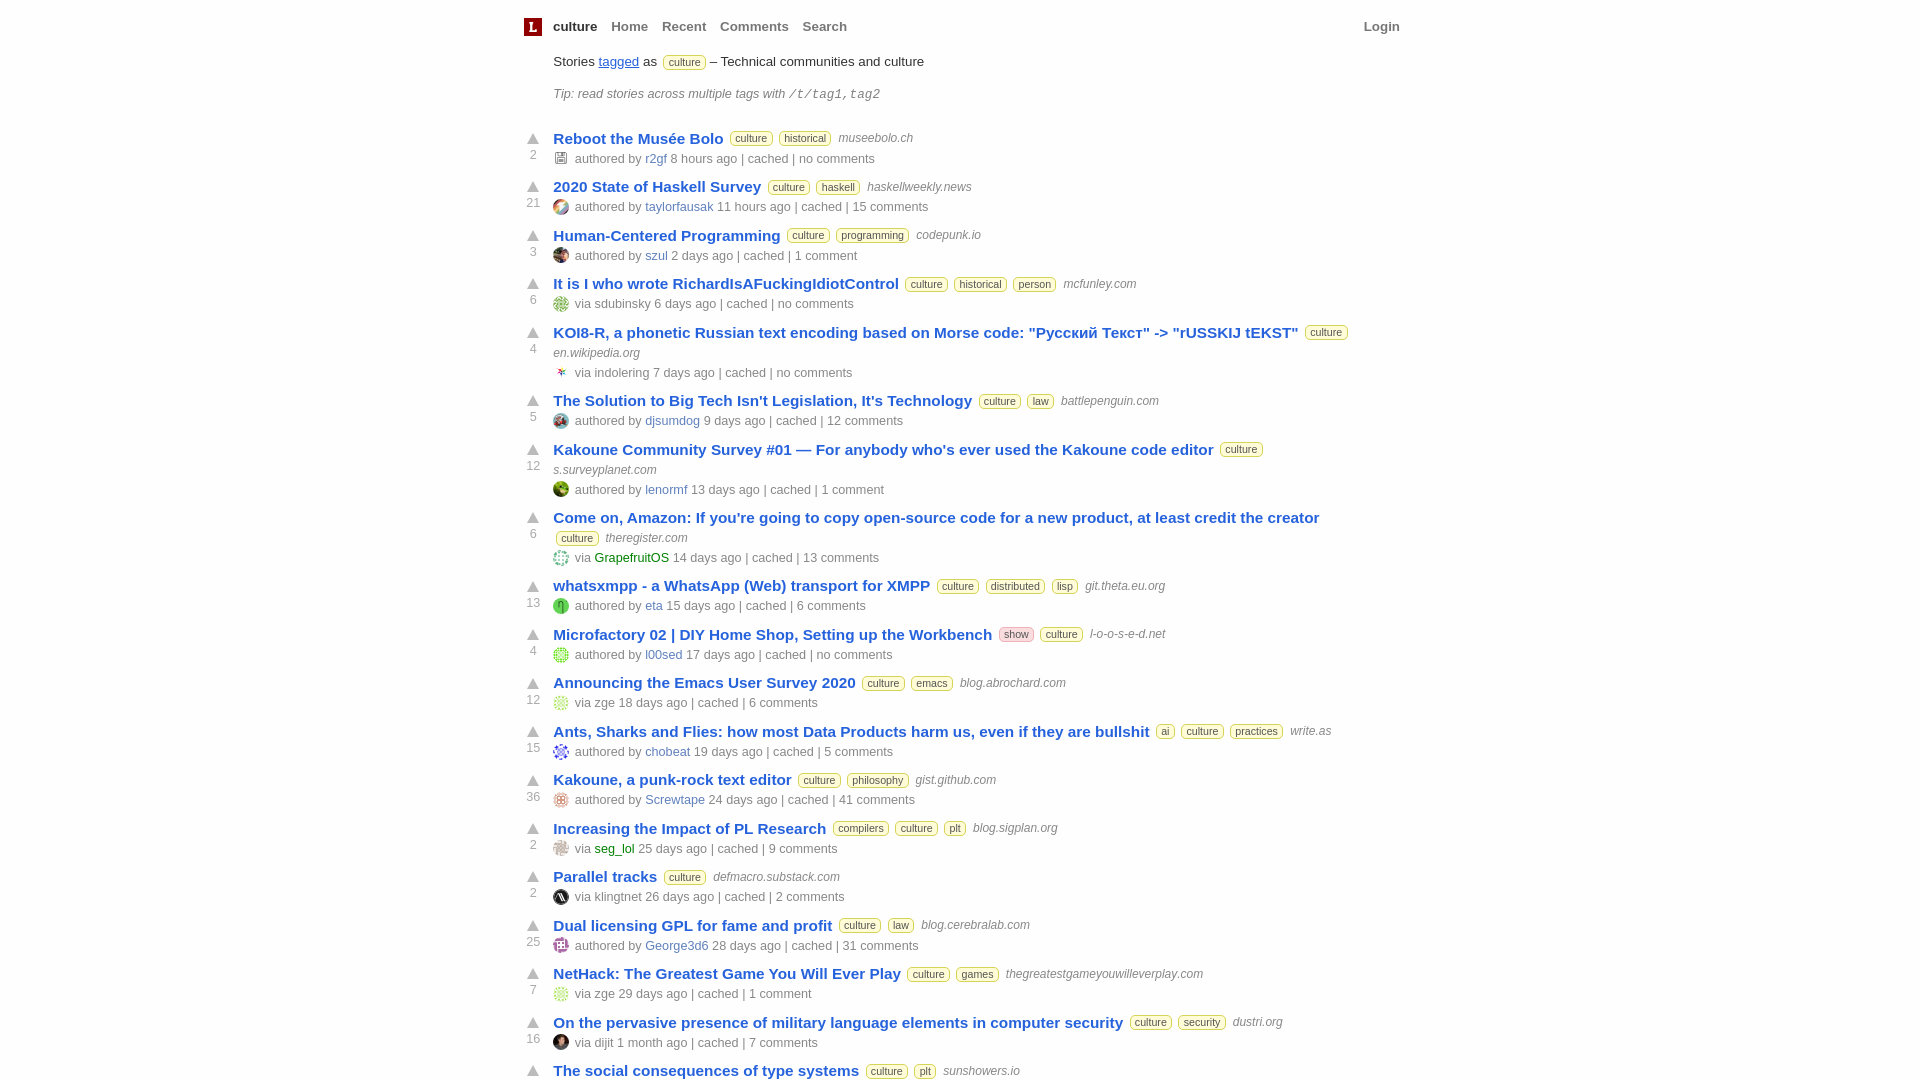 L culture Home Recent Comments Search Login
Stories tagged as culture – Technical communities and culture
Tip: read stories across multiple tags with /t/tag1,tag2
Reboot the Musée Bolo culture historical museebolo.ch
2 authored by r2gf 8 hours ago | cached | no comments
2020 State of Haskell Survey culture haskell haskellweekly.news
21 authored by taylorfausak 11 hours ago | cached | 15 comments
Human-Centered Programming culture programming codepunk.io
3 authored by szul 2 days ago | cached | 1 comment
It is I who wrote RichardIsAFuckingIdiotControl culture historical person mcfunley.com
6 via sdubinsky 6 days ago | cached | no comments
KOI8-R, a phonetic Russian text encoding based on Morse code: "Русский Текст" -> "rUSSKIJ tEKST" culture
4 en.wikipedia.org
via indolering 7 days ago | cached | no comments
The Solution to Big Tech Isn't Legislation, It's Technology culture law battlepenguin.com
5 authored by djsumdog 9 days ago | cached | 12 comments
Kakoune Community Survey #01 — For anybody who's ever used the Kakoune code editor culture
12 s.surveyplanet.com
authored by lenormf 13 days ago | cached | 1 comment
Come on, Amazon: If you're going to copy open-source code for a new product, at least credit the creator
6 culture theregister.com
via GrapefruitOS 14 days ago | cached | 13 comments
whatsxmpp - a WhatsApp (Web) transport for XMPP culture distributed lisp git.theta.eu.org
13 authored by eta 15 days ago | cached | 6 comments
Microfactory 02 | DIY Home Shop, Setting up the Workbench show culture l-o-o-s-e-d.net
4 authored by l00sed 17 days ago | cached | no comments
Announcing the Emacs User Survey 2020 culture emacs blog.abrochard.com
12 via zge 18 days ago | cached | 6 comments
Ants, Sharks and Flies: how most Data Products harm us, even if they are bullshit ai culture practices write.as
15 authored by chobeat 19 days ago | cached | 5 comments
Kakoune, a punk-rock text editor culture philosophy gist.github.com
36 authored by Screwtape 24 days ago | cached | 41 comments
Increasing the Impact of PL Research compilers culture plt blog.sigplan.org
2 via seg_lol 25 days ago | cached | 9 comments
Parallel tracks culture defmacro.substack.com
2 via klingtnet 26 days ago | cached | 2 comments
Dual licensing GPL for fame and profit culture law blog.cerebralab.com
25 authored by George3d6 28 days ago | cached | 31 comments
NetHack: The Greatest Game You Will Ever Play culture games thegreatestgameyouwilleverplay.com
7 via zge 29 days ago | cached | 1 comment
On the pervasive presence of military language elements in computer security culture security dustri.org
16 via dijit 1 month ago | cached | 7 comments
The social consequences of type systems culture plt sunshowers.io